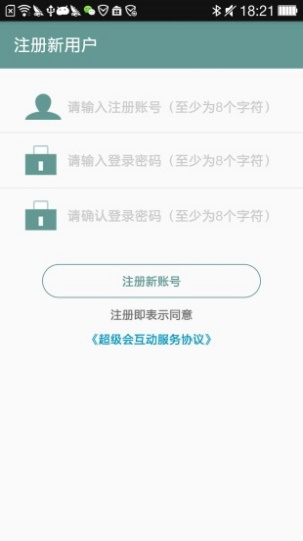 18:21
注册新用户
请输入注册账号（至少为8个字符）
请输入登录密码（至少为8个字符）
请确认登录密码（至少为8个字符）
注册新账号
注册即表示同意
《超级会互动服务协议》